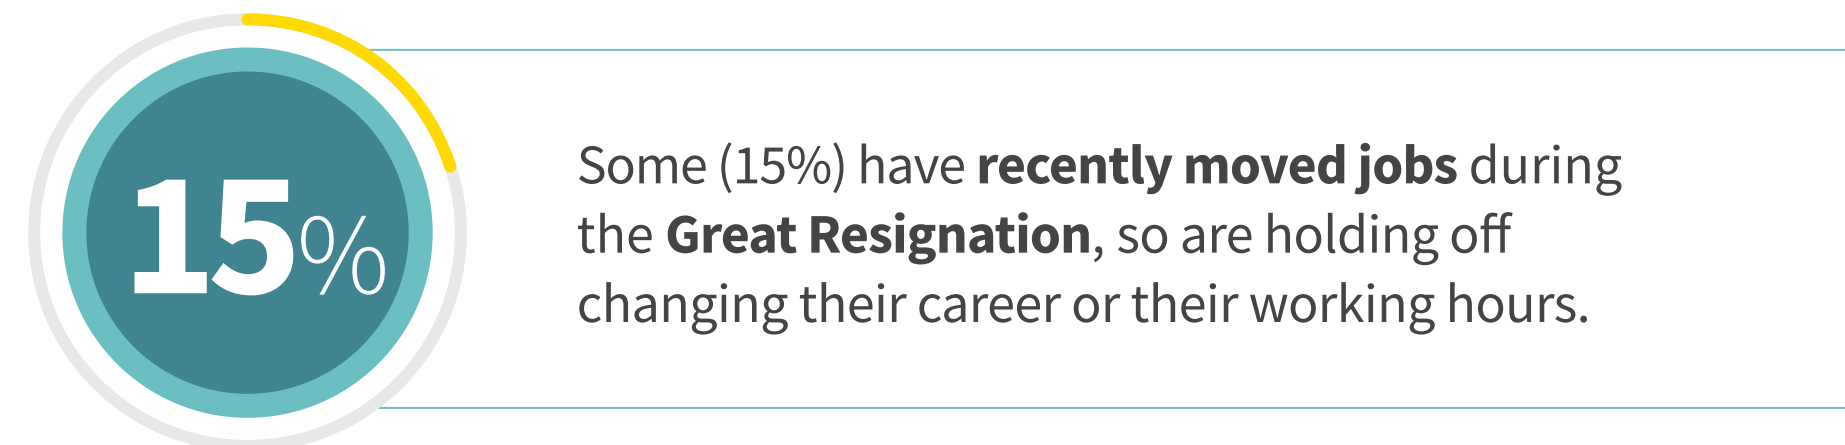 15%
Some (15%) have recently moved jobs during
the Great Resignation, so are holding off
changing their career or their working hours.